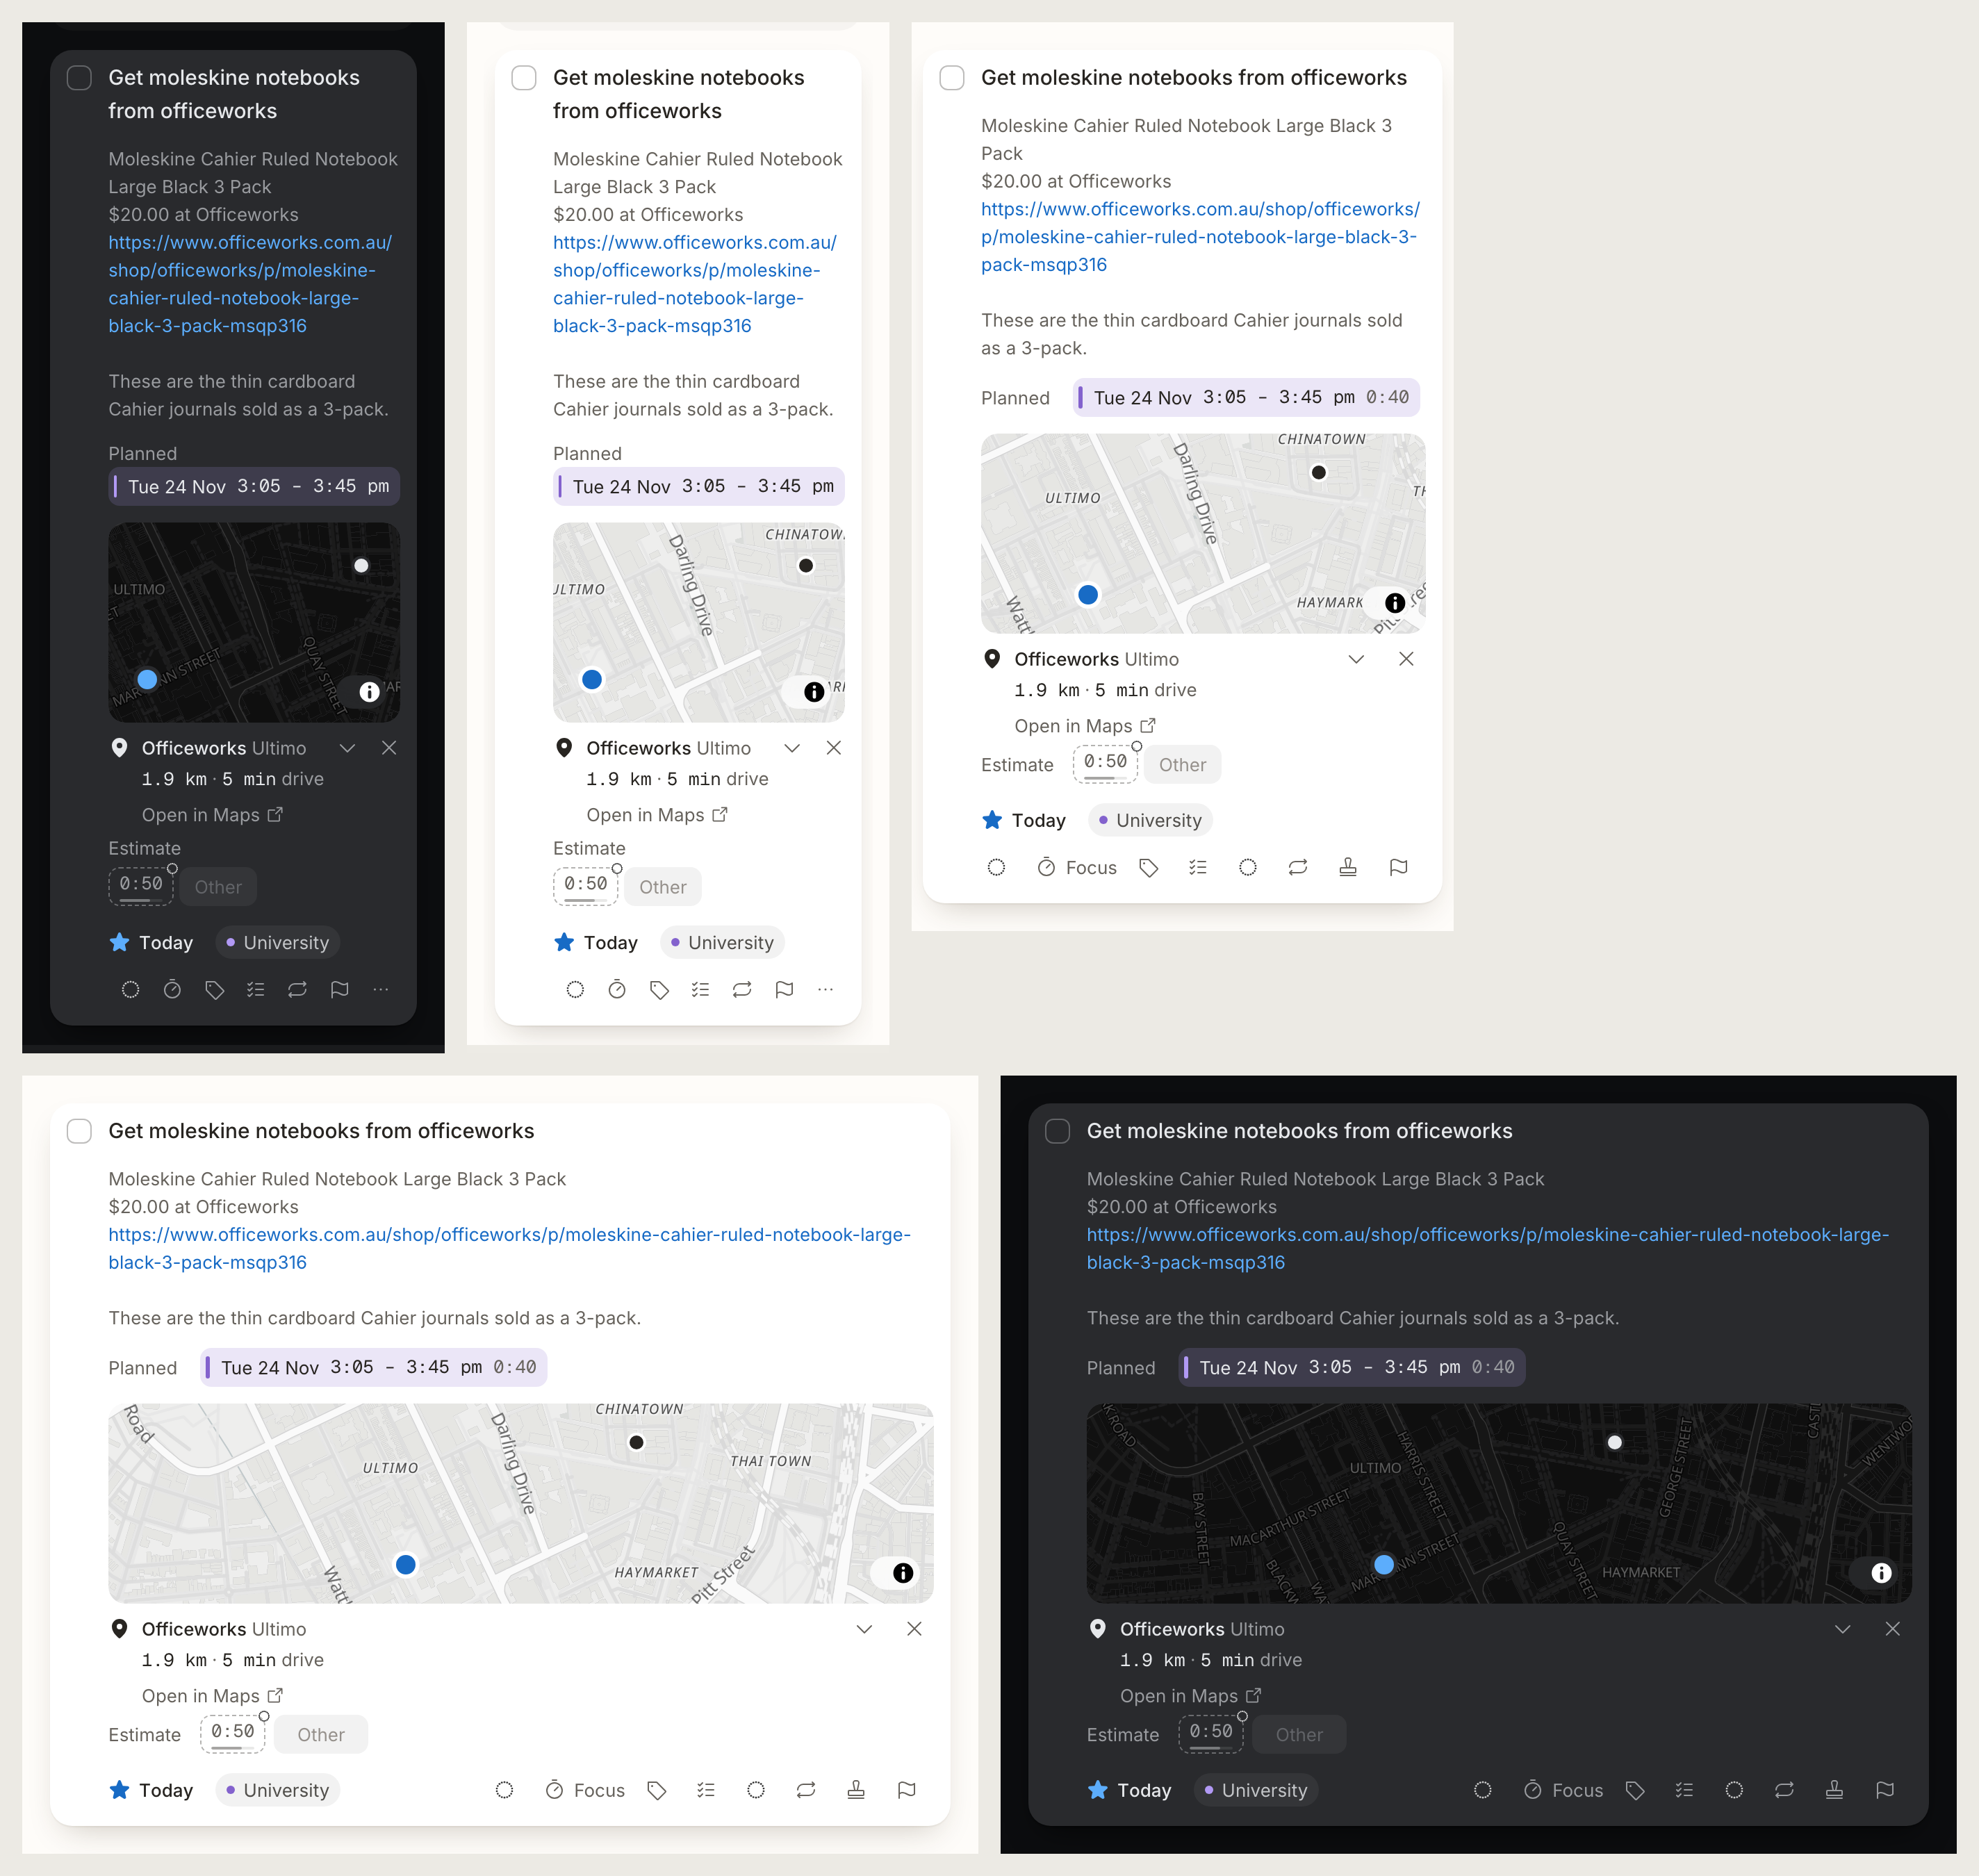 Get moleskine notebooks
from officeworks
Moleskine Cahier Ruled Notebook
Large Black 3 Pack
$20.00 at Officeworks
https://www.officeworks.com.au/
shop/officeworks/p/moleskine-
cahier-ruled-notebook-large-
black-3-pack-msqp316
These are the thin cardboard
Cahier journals sold as a 3-pack.
Planned
Tue 24 Nov 3:05 - 3:45 pm
ULTIMO
QUAY STREET
Officeworks Ultimo
1.9 km · 5 min drive
Open in Maps
Estimate
0:50 Other
Today University
Get moleskine notebooks
from officeworks
Moleskine Cahier Ruled Notebook
Large Black 3 Pack
$20.00 at Officeworks
https://www.officeworks.com.au/
shop/officeworks/p/moleskine-
cahier-ruled-notebook-large-
black-3-pack-msqp316
These are the thin cardboard
Cahier journals sold as a 3-pack.
Planned
Tue 24 Nov 3:05 - 3:45 pm
Darling Drive
Officeworks Ultimo
1.9 km · 5 min drive
Open in Maps
Estimate
0:50 Other
Today University
Get moleskine notebooks from officeworks
Moleskine Cahier Ruled Notebook Large Black 3
Pack
$20.00 at Officeworks
https://www.officeworks.com.au/shop/officeworks/
p/moleskine-cahier-ruled-notebook-large-black-3-
pack-msqp316
These are the thin cardboard Cahier journals sold
as a 3-pack.
Planned Tue 24 Nov 3:05 - 3:45 pm 0:40
CHINATOWN
Darling Drive
ULTIMO
Officeworks Ultimo
1.9 km · 5 min drive
Open in Maps
Estimate 0:50 Other
Today University
Focus
Get moleskine notebooks from officeworks
Moleskine Cahier Ruled Notebook Large Black 3 Pack
$20.00 at Officeworks
https://www.officeworks.com.au/shop/officeworks/p/moleskine-cahier-ruled-notebook-large-
black-3-pack-msqp316
These are the thin cardboard Cahier journals sold as a 3-pack.
Planned Tue 24 Nov 3:05 - 3:45 pm 0:40
Road
CHINATOWN
Darling Drive
THAI TOWN
ULTIMO
HAYMARKET
Pitt Street
Officeworks Ultimo
1.9 km · 5 min drive
Open in Maps
Estimate 0:50 Other
Today University Focus
Get moleskine notebooks from officeworks
Moleskine Cahier Ruled Notebook Large Black 3 Pack
$20.00 at Officeworks
https://www.officeworks.com.au/shop/officeworks/p/moleskine-cahier-ruled-notebook-large-
black-3-pack-msqp316
These are the thin cardboard Cahier journals sold as a 3-pack.
Planned Tue 24 Nov 3:05 - 3:45 pm 0:40
ULTIMO
HARRIS STREET
GEORGE STREET
BAY STREET
MACARTHUR STREET
QUAY STREET
HAYMARKET
Officeworks Ultimo
1.9 km · 5 min drive
Open in Maps
Estimate 0:50 Other
Today University Focus